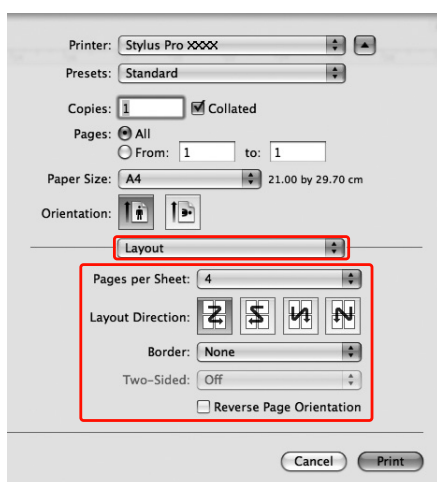 Printer: Stylus Pro XXXX
Presets: Standard
Copies: 1 Collated
Pages: All
From: 1 to: 1
Paper Size: A4 21.00 by 29.70 cm
Orientation:
Layout
Pages per Sheet: 4
Layout Direction:
Border: None
Two-Sided: Off
Reverse Page Orientation
Cancel Print